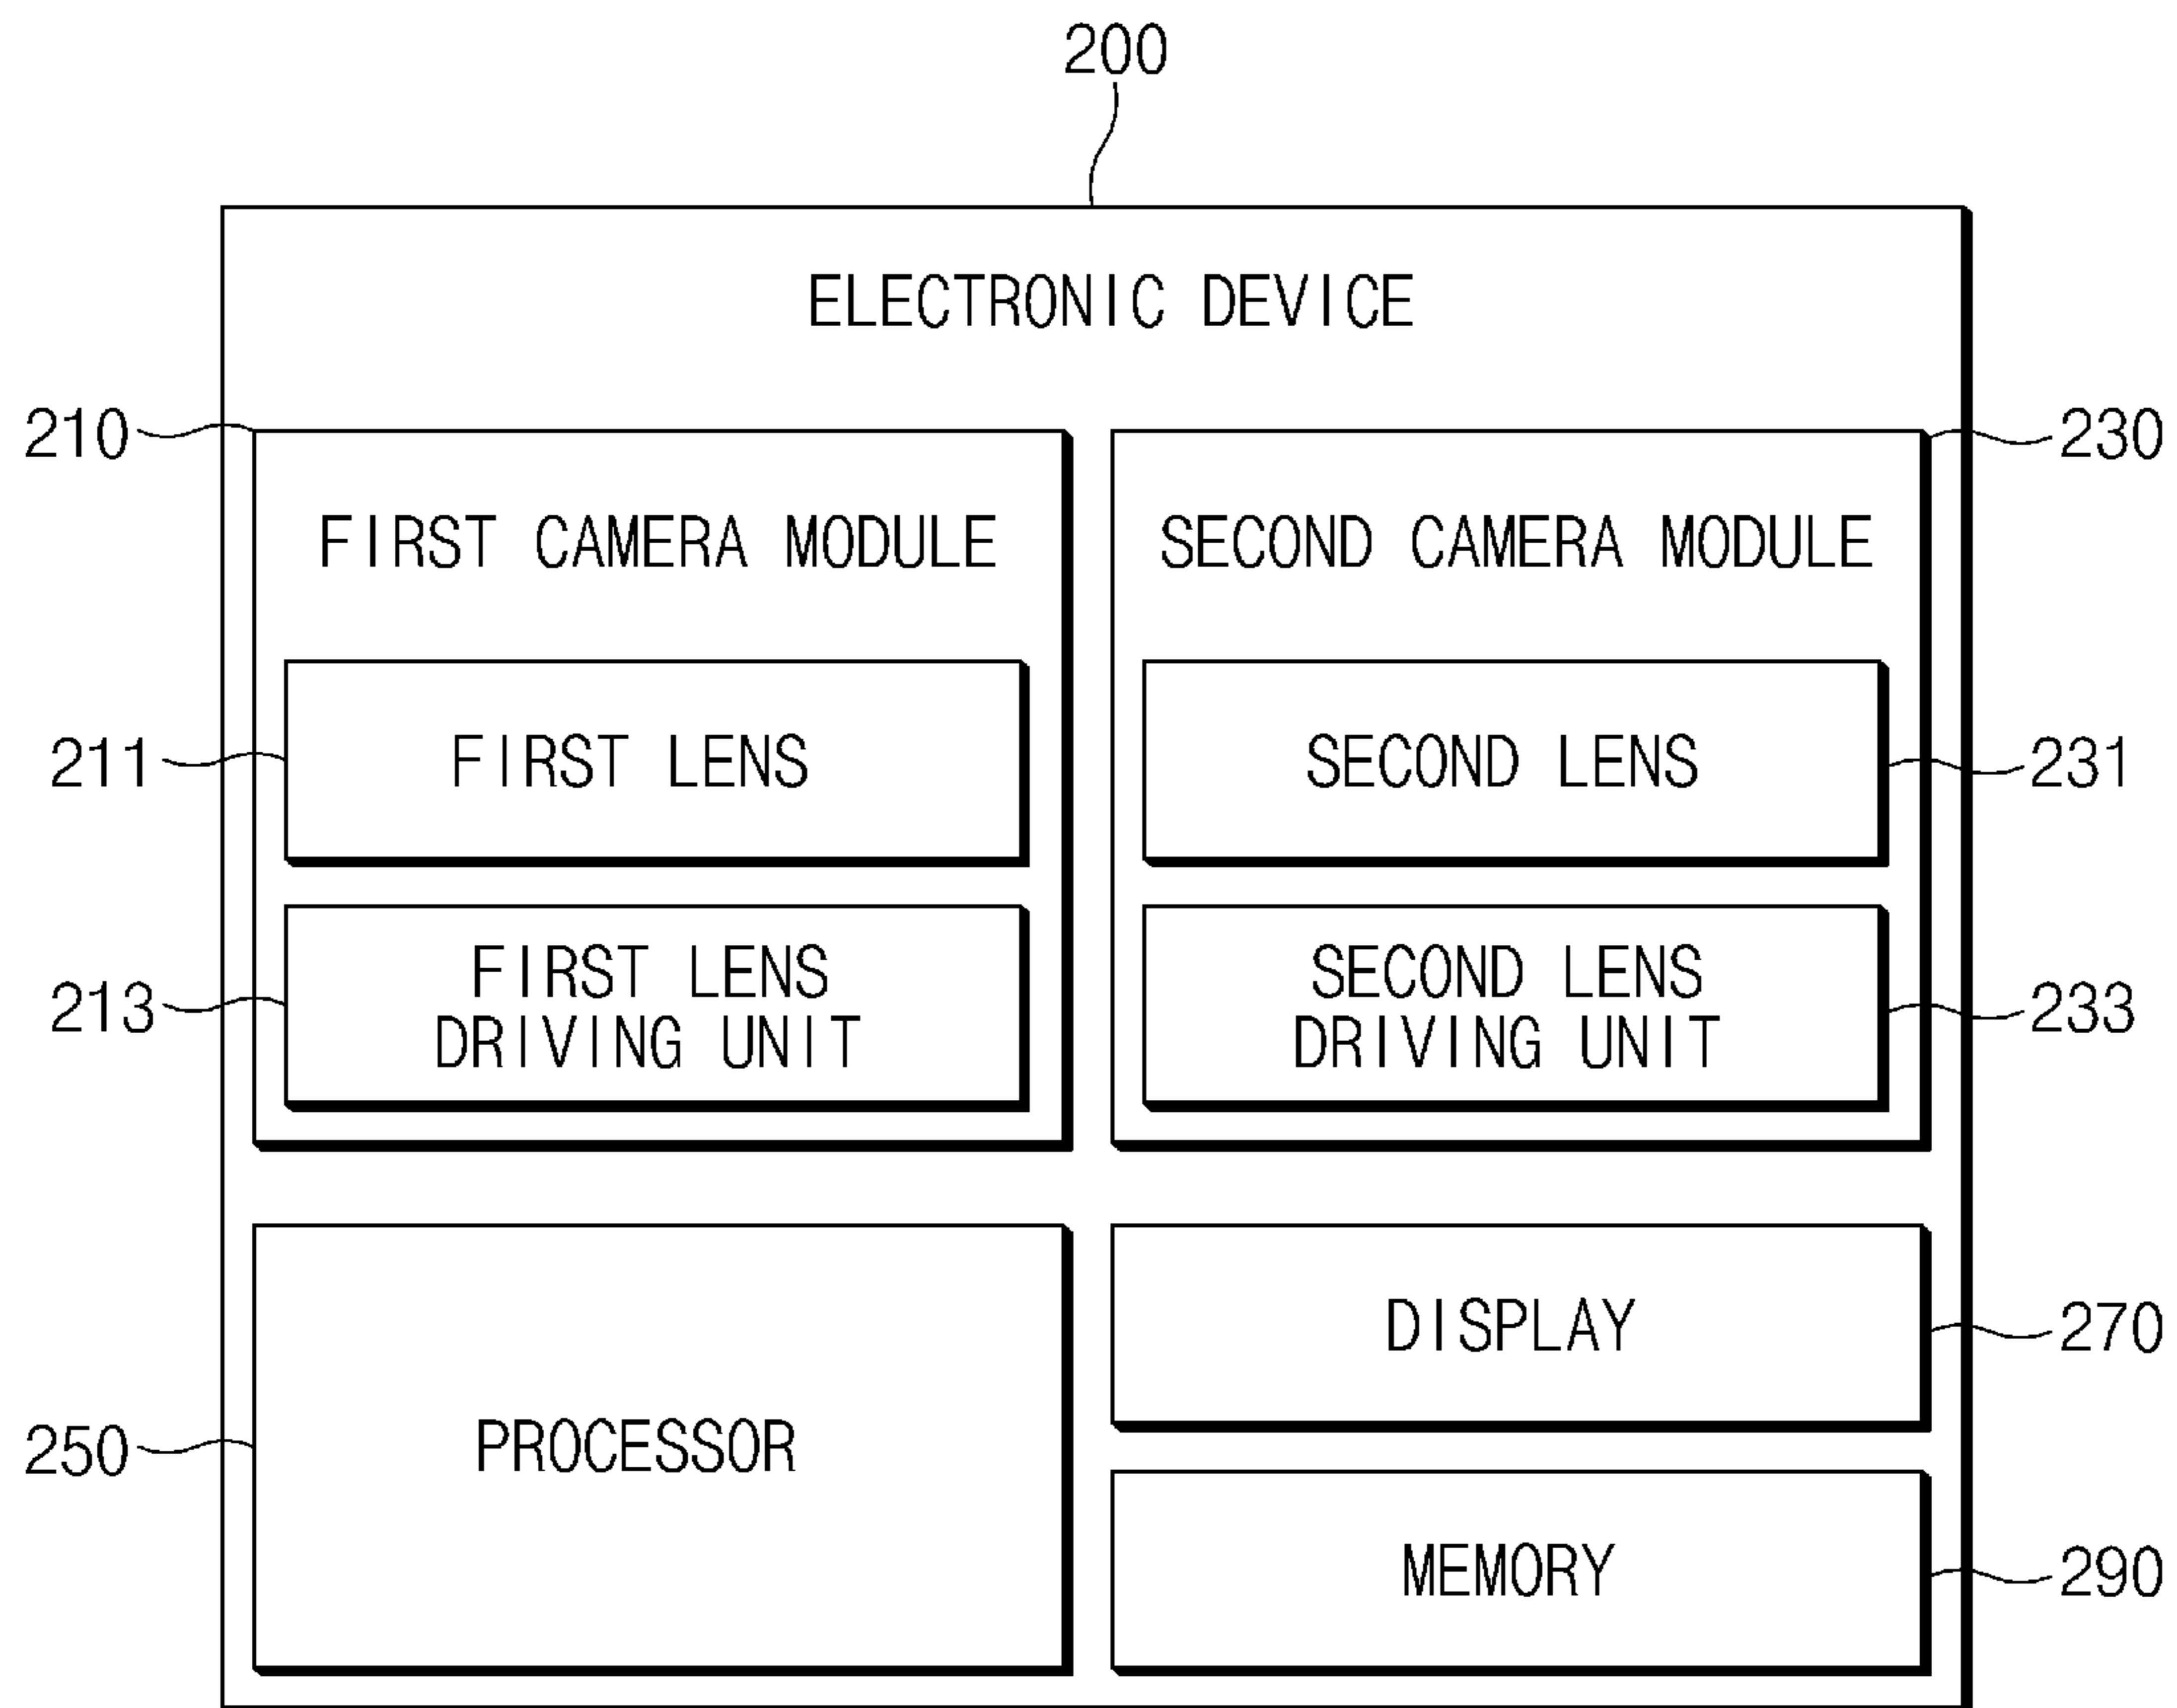 200
ELECTRONIC DEVICE
210
230
FIRST CAMERA MODULE
SECOND CAMERA MODULE
211
FIRST LENS
SECOND LENS
231
213
FIRST LENS
DRIVING UNIT
SECOND LENS
DRIVING UNIT
233
250
PROCESSOR
DISPLAY
270
MEMORY
290